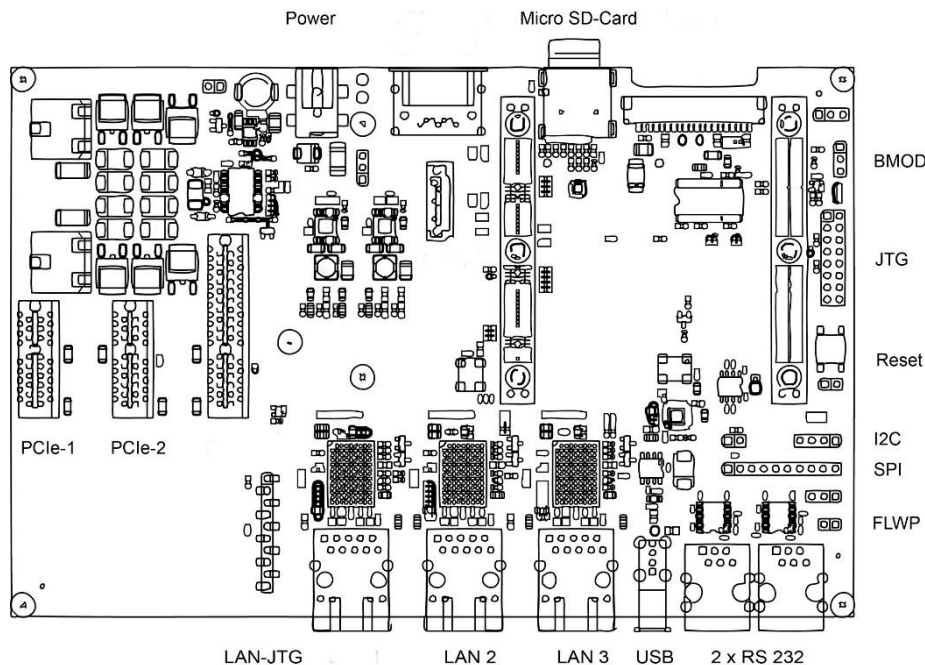 Power
Micro SD-Card
BMOD
JTG
Reset
PCIe-1
PCIe-2
I2C
SPI
FLWP
LAN-JTG
LAN 2
LAN 3
USB
2 x RS 232